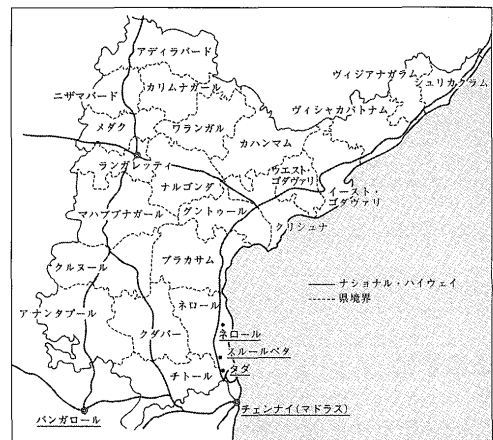 アディラバード
ヴィジアナガラム
シュリカクラム
カリムナガール
ニザマバード
ヴィシャカパトナム
メダク
ワランガル
カハンマム
ランガレッティ
ウエスト・
ゴダヴァリ
ナルゴンダ
イースト・
ゴダヴァリ
マハブブナガール
グントゥール
クリシュナ
プラカサム
クルヌール
ナショナル・ハイウェイ
県境界
ネロール
アナンタプール
クダパー
ネロール
スルールペタ
タダ
チトール
チェンナイ(マドラス)
バンガロール